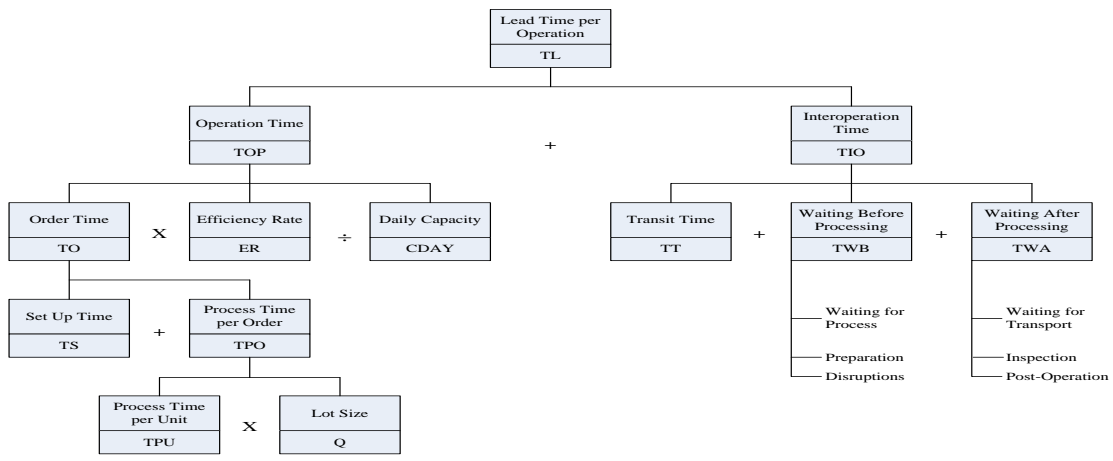 Lead Time per
Operation
TL
Operation Time
TOP
+
Interoperation
Time
TIO
Order Time
TO
X
Efficiency Rate
ER
÷
Daily Capacity
CDAY
Transit Time
TT
+
Waiting Before
Processing
TWB
+
Waiting After
Processing
TWA
Set Up Time
TS
+
Process Time
per Order
TPO
Waiting for
Process
Preparation
Disruptions
Waiting for
Transport
Inspection
Post-Operation
Process Time
per Unit
TPU
X
Lot Size
Q